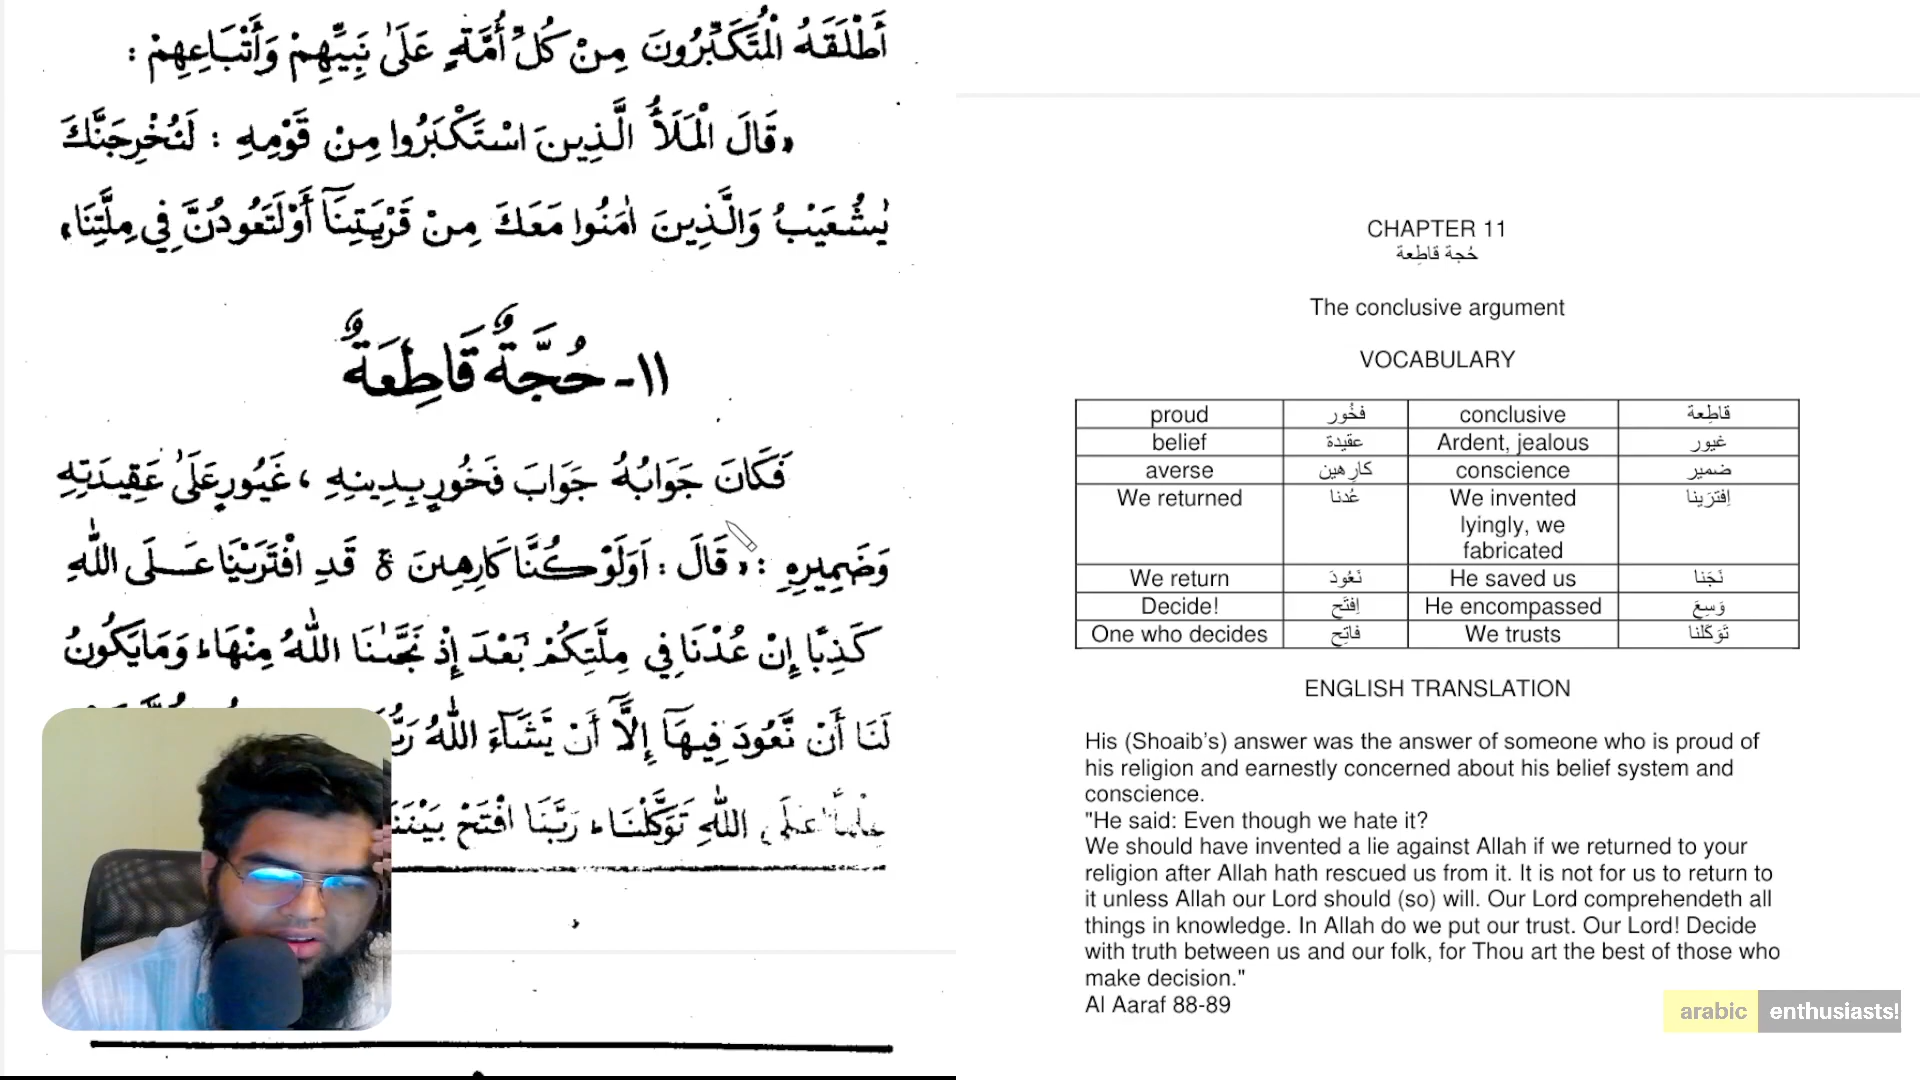 أَطْلَقَهُ الْمُتَكَبِّرُونَ مِنْ كُلِّ أُمَّةٍ عَلَىٰ نَبِيِّهِمْ وَأَتْبَاعِهِمْ :
«قَالَ الْمَلَأُ الَّذِينَ اسْتَكْبَرُوا مِنْ قَوْمِهِ : لَنُخْرِجَنَّكَ
يٰشُعَيْبُ وَالَّذِينَ اٰمَنُوا مَعَكَ مِنْ قَرْيَتِنَآ أَوْلَتَعُودُنَّ فِي مِلَّتِنَا»
١١- حُجَّةٌ قَاطِعَةٌ
فَكَانَ جَوَابُهُ جَوَابَ فَخُورٍ بِدِينِهِ ، غَيُورٍ عَلَىٰ عَقِيدَتِهِ
وَضَمِيرِهِ : «قَالَ : اَوَلَوْ كُنَّا كَارِهِينَ قَدِ افْتَرَيْنَا عَلَى اللّٰهِ
كَذِبًا إِنْ عُدْنَا فِي مِلَّتِكُمْ بَعْدَ إِذْ نَجَّىٰنَا اللّٰهُ مِنْهَا، وَمَا يَكُونُ
لَنَا أَنْ نَّعُودَ فِيهَآ إِلَّآ أَنْ يَّشَآءَ اللّٰهُ
عَلَى اللّٰهِ تَوَكَّلْنَا، رَبَّنَا افْتَحْ
CHAPTER 11
حُجة قاطِعة
The conclusive argument
VOCABULARY
proud فخُور conclusive قاطِعة
belief عقيدة Ardent, jealous غيور
averse كارِهين conscience ضمير
We returned عُدنا We invented lyingly, we fabricated اِفترَينا
We return نَعُودَ He saved us نَجَنا
Decide! اِفتَح He encompassed وَسِعَ
One who decides فاتِح We trusts تَوَكَلنا
ENGLISH TRANSLATION
His (Shoaib's) answer was the answer of someone who is proud of
his religion and earnestly concerned about his belief system and
conscience.
"He said: Even though we hate it?
We should have invented a lie against Allah if we returned to your
religion after Allah hath rescued us from it. It is not for us to return to
it unless Allah our Lord should (so) will. Our Lord comprehendeth all
things in knowledge. In Allah do we put our trust. Our Lord! Decide
with truth between us and our folk, for Thou art the best of those who
make decision."
Al Aaraf 88-89
arabic enthusiasts!